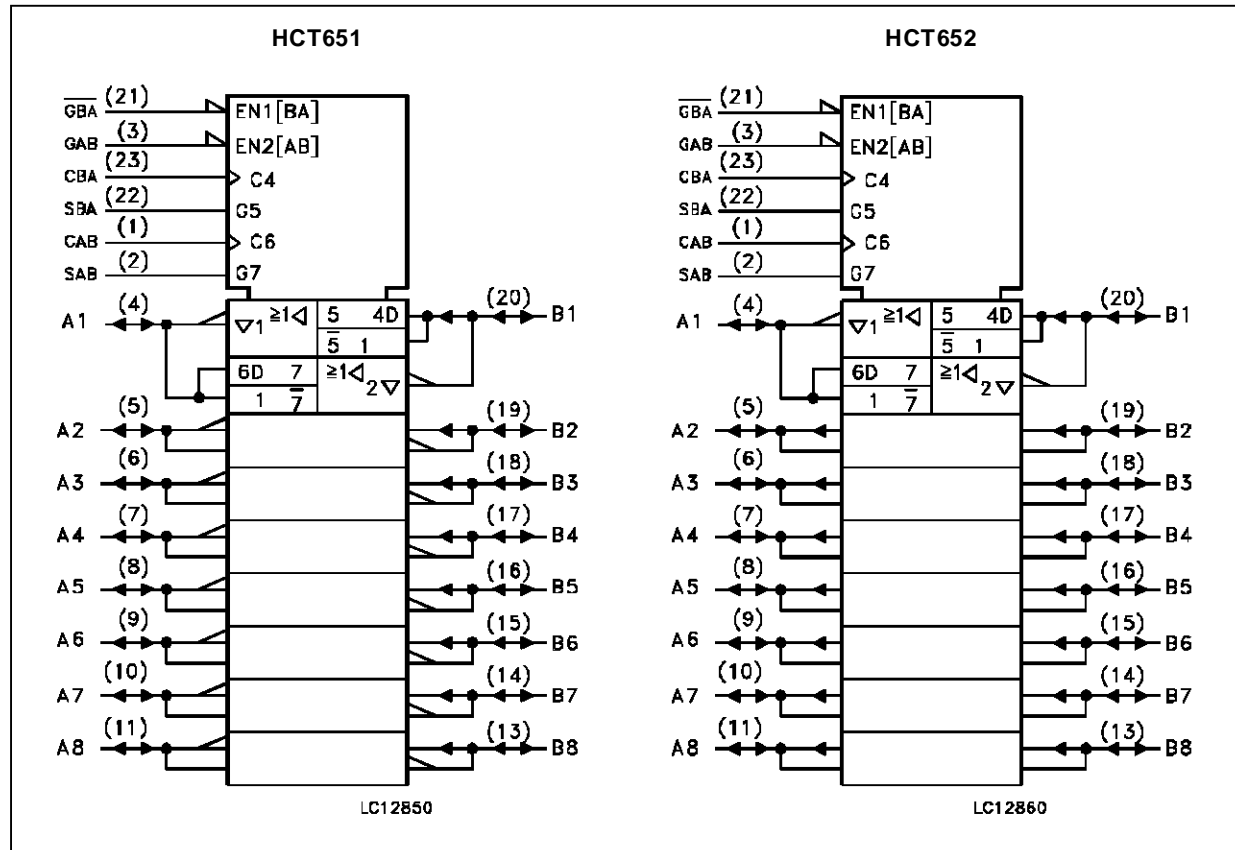 HCT651
G̅B̅A̅ (21) EN1[BA]
GAB (3) EN2[AB]
CBA (23) C4
SBA (22) G5
CAB (1) C6
SAB (2) G7
A1 (4) ▽1 ≥1◁ 5 4D (20) B1
5̅ 1
6D 7 ≥1◁ 2▽
1 7̅
A2 (5) (19) B2
A3 (6) (18) B3
A4 (7) (17) B4
A5 (8) (16) B5
A6 (9) (15) B6
A7 (10) (14) B7
A8 (11) (13) B8
LC12850
HCT652
G̅B̅A̅ (21) EN1[BA]
GAB (3) EN2[AB]
CBA (23) C4
SBA (22) G5
CAB (1) C6
SAB (2) G7
A1 (4) ▽1 ≥1◁ 5 4D (20) B1
5̅ 1
6D 7 ≥1◁ 2▽
1 7̅
A2 (5) (19) B2
A3 (6) (18) B3
A4 (7) (17) B4
A5 (8) (16) B5
A6 (9) (15) B6
A7 (10) (14) B7
A8 (11) (13) B8
LC12860